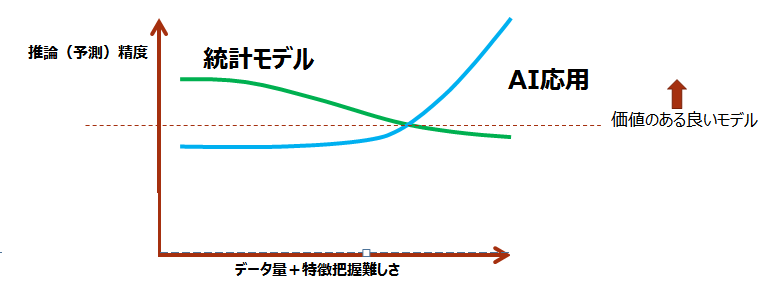 推論（予測）精度
統計モデル
AI応用
価値のある良いモデル
データ量＋特徴把握難しさ